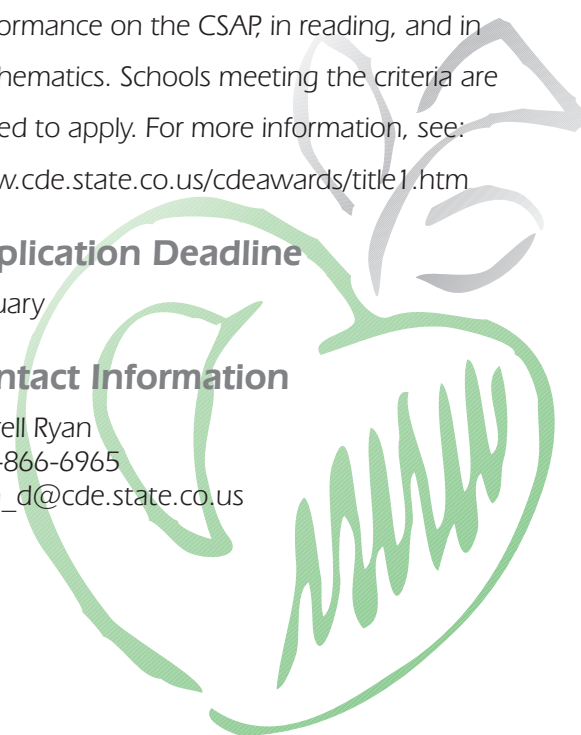 ormance on the CSAP, in reading, and in
hematics. Schools meeting the criteria are
ed to apply. For more information, see:
w.cde.state.co.us/cdeawards/title1.htm
plication Deadline
uary
ntact Information
ell Ryan
-866-6965
_d@cde.state.co.us